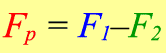 Fₚ = F₁–F₂